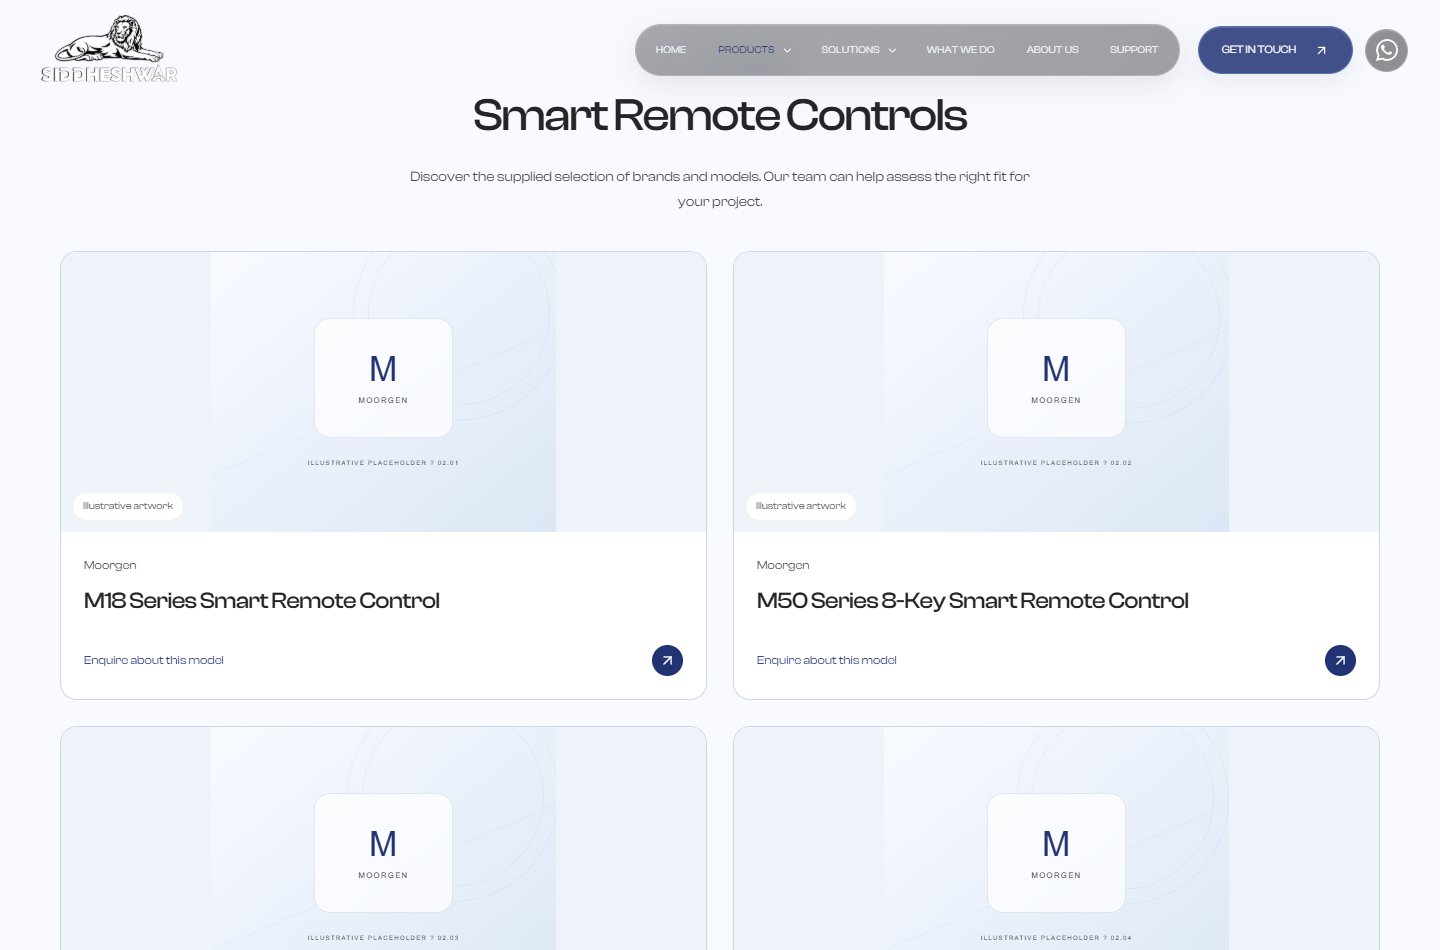 SIDDHESHWAR
HOME PRODUCTS SOLUTIONS WHAT WE DO ABOUT US SUPPORT GET IN TOUCH
Smart Remote Controls
Discover the supplied selection of brands and models. Our team can help assess the right fit for
your project.
M
MOORGEN
ILLUSTRATIVE PLACEHOLDER ? 02.01
Illustrative artwork
Moorgen
M18 Series Smart Remote Control
Enquire about this model
M
MOORGEN
ILLUSTRATIVE PLACEHOLDER ? 02.02
Illustrative artwork
Moorgen
M50 Series 8-Key Smart Remote Control
Enquire about this model
M
MOORGEN
ILLUSTRATIVE PLACEHOLDER ? 02.03
M
MOORGEN
ILLUSTRATIVE PLACEHOLDER ? 02.04